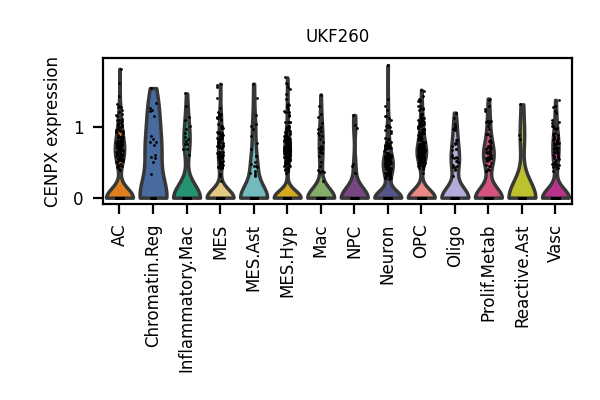 UKF260
CENPX expression
1
0
AC
Chromatin.Reg
Inflammatory.Mac
MES
MES.Ast
MES.Hyp
Mac
NPC
Neuron
OPC
Oligo
Prolif.Metab
Reactive.Ast
Vasc